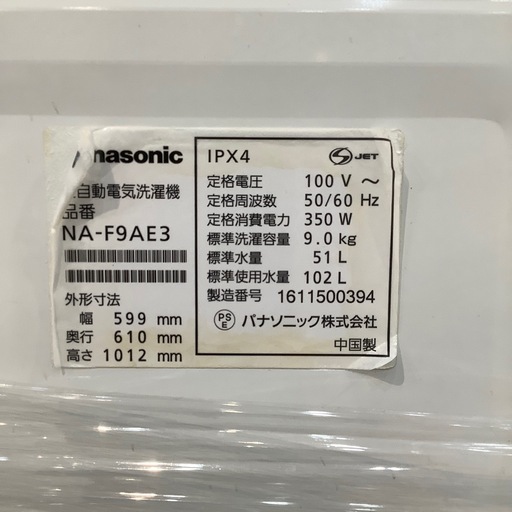 nasonic
自動電気洗濯機
品番
NA-F9AE3
外形寸法
幅 599 mm
奥行 610 mm
高さ 1012 mm
IPX4
S JET
定格電圧 100 V ～
定格周波数 50/60 Hz
定格消費電力 350 W
標準洗濯容量 9.0 kg
標準水量 51 L
標準使用水量 102 L
製造番号 1611500394
PSE パナソニック株式会社
中国製